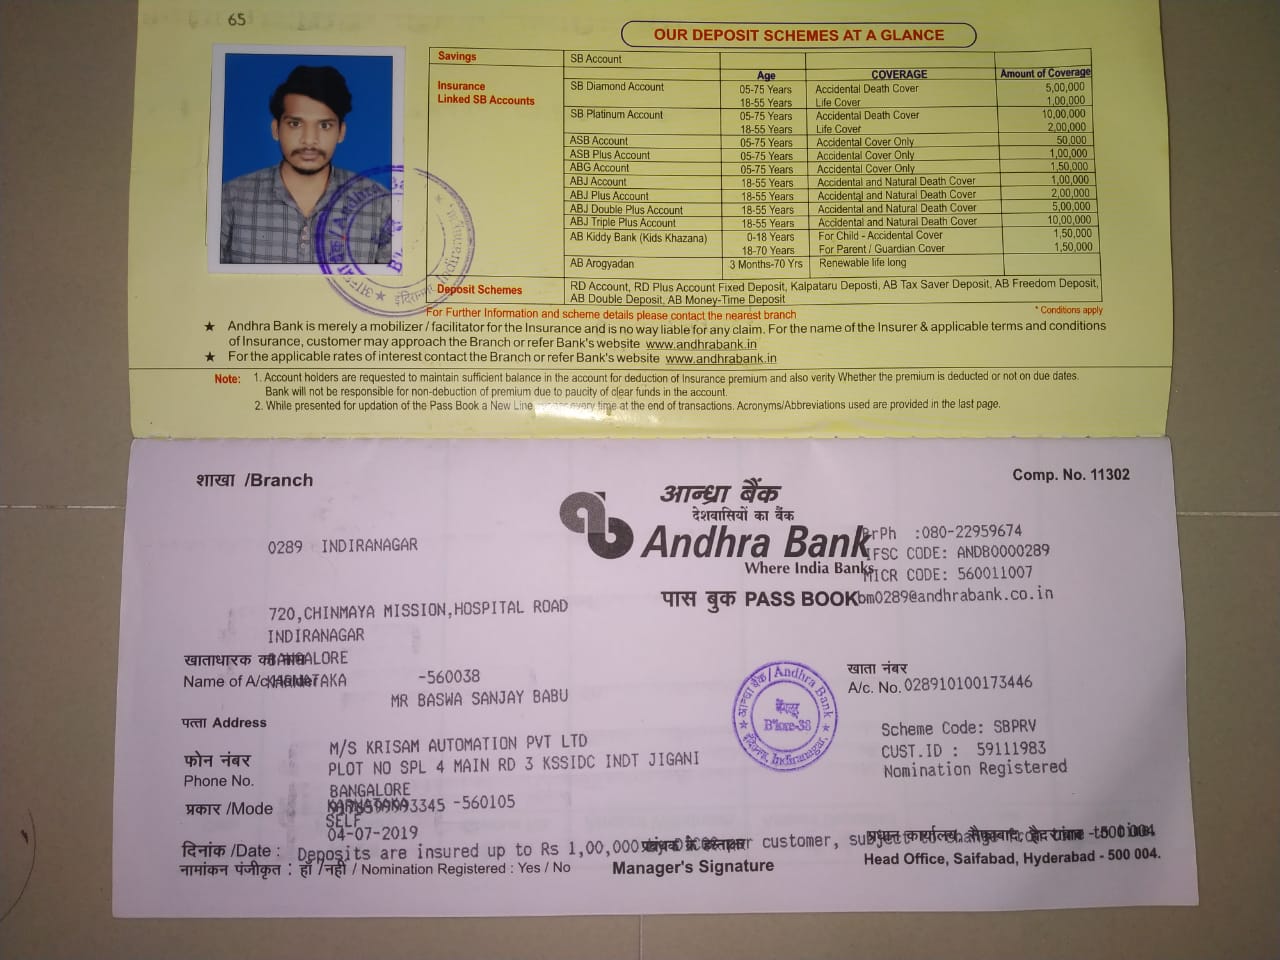 65
OUR DEPOSIT SCHEMES AT A GLANCE
Savings SB Account
Age COVERAGE Amount of Coverage
Insurance Linked SB Accounts
SB Diamond Account 05-75 Years Accidental Death Cover 5,00,000
18-55 Years Life Cover 1,00,000
SB Platinum Account 05-75 Years Accidental Death Cover 10,00,000
18-55 Years Life Cover 2,00,000
ASB Account 05-75 Years Accidental Cover Only 50,000
ASB Plus Account 05-75 Years Accidental Cover Only 1,00,000
ABG Account 05-75 Years Accidental Cover Only 1,50,000
ABJ Account 18-55 Years Accidental and Natural Death Cover 1,00,000
ABJ Plus Account 18-55 Years Accidental and Natural Death Cover 2,00,000
ABJ Double Plus Account 18-55 Years Accidental and Natural Death Cover 5,00,000
ABJ Triple Plus Account 18-55 Years Accidental and Natural Death Cover 10,00,000
AB Kiddy Bank (Kids Khazana) 0-18 Years For Child - Accidental Cover 1,50,000
18-70 Years For Parent / Guardian Cover 1,50,000
AB Arogyadan 3 Months-70 Yrs Renewable life long
Deposit Schemes RD Account, RD Plus Account Fixed Deposit, Kalpataru Deposti, AB Tax Saver Deposit, AB Freedom Deposit,
AB Double Deposit, AB Money-Time Deposit
For Further Information and scheme details please contact the nearest branch * Conditions apply
★ Andhra Bank is merely a mobilizer / facilitator for the Insurance and is no way liable for any claim. For the name of the Insurer & applicable terms and conditions
of Insurance, customer may approach the Branch or refer Bank's website www.andhrabank.in
★ For the applicable rates of interest contact the Branch or refer Bank's website www.andhrabank.in
Note: 1. Account holders are requested to maintain sufficient balance in the account for deduction of Insurance premium and also verify Whether the premium is deducted or not on due dates.
Bank will not be responsible for non-deduction of premium due to paucity of clear funds in the account.
2. While presented for updation of the Pass Book a New Line every time at the end of transactions. Acronyms/Abbreviations used are provided in the last page.
शाखा /Branch
Comp. No. 11302
आन्ध्रा बैंक
देशवासियों का बैंक
Andhra Bank
Where India Banks
पास बुक PASS BOOK
BrPh :080-22959674
IFSC CODE: ANDB0000289
MICR CODE: 560011007
bm0289@andhrabank.co.in
0289 INDIRANAGAR
720,CHINMAYA MISSION,HOSPITAL ROAD
INDIRANAGAR
BANGALORE
KARNATAKA -560038
खाताधारक का नाम
Name of A/c Holder
MR BASWA SANJAY BABU
खाता नंबर
A/c. No. 028910100173446
आन्ध्रा बैंक/Andhra Bank
बेंगलूर
B'lore-38
इंदिरानगर, Indiranagar,
पत्ता Address
Scheme Code: SBPRV
CUST.ID : 59111983
Nomination Registered
M/S KRISAM AUTOMATION PVT LTD
PLOT NO SPL 4 MAIN RD 3 KSSIDC INDT JIGANI
BANGALORE
KARNATAKA -560105
फोन नंबर
Phone No.
प्रकार /Mode
SELF
04-07-2019
दिनांक /Date :
Deposits are insured up to Rs 1,00,000 per customer,
प्रबंधक के हस्ताक्षर
प्रधान कार्यालय, सैफाबाद, हैदराबाद - 500 004
नामांकन पंजीकृत : हाँ /नहीं / Nomination Registered : Yes / No
Manager's Signature
Head Office, Saifabad, Hyderabad - 500 004.